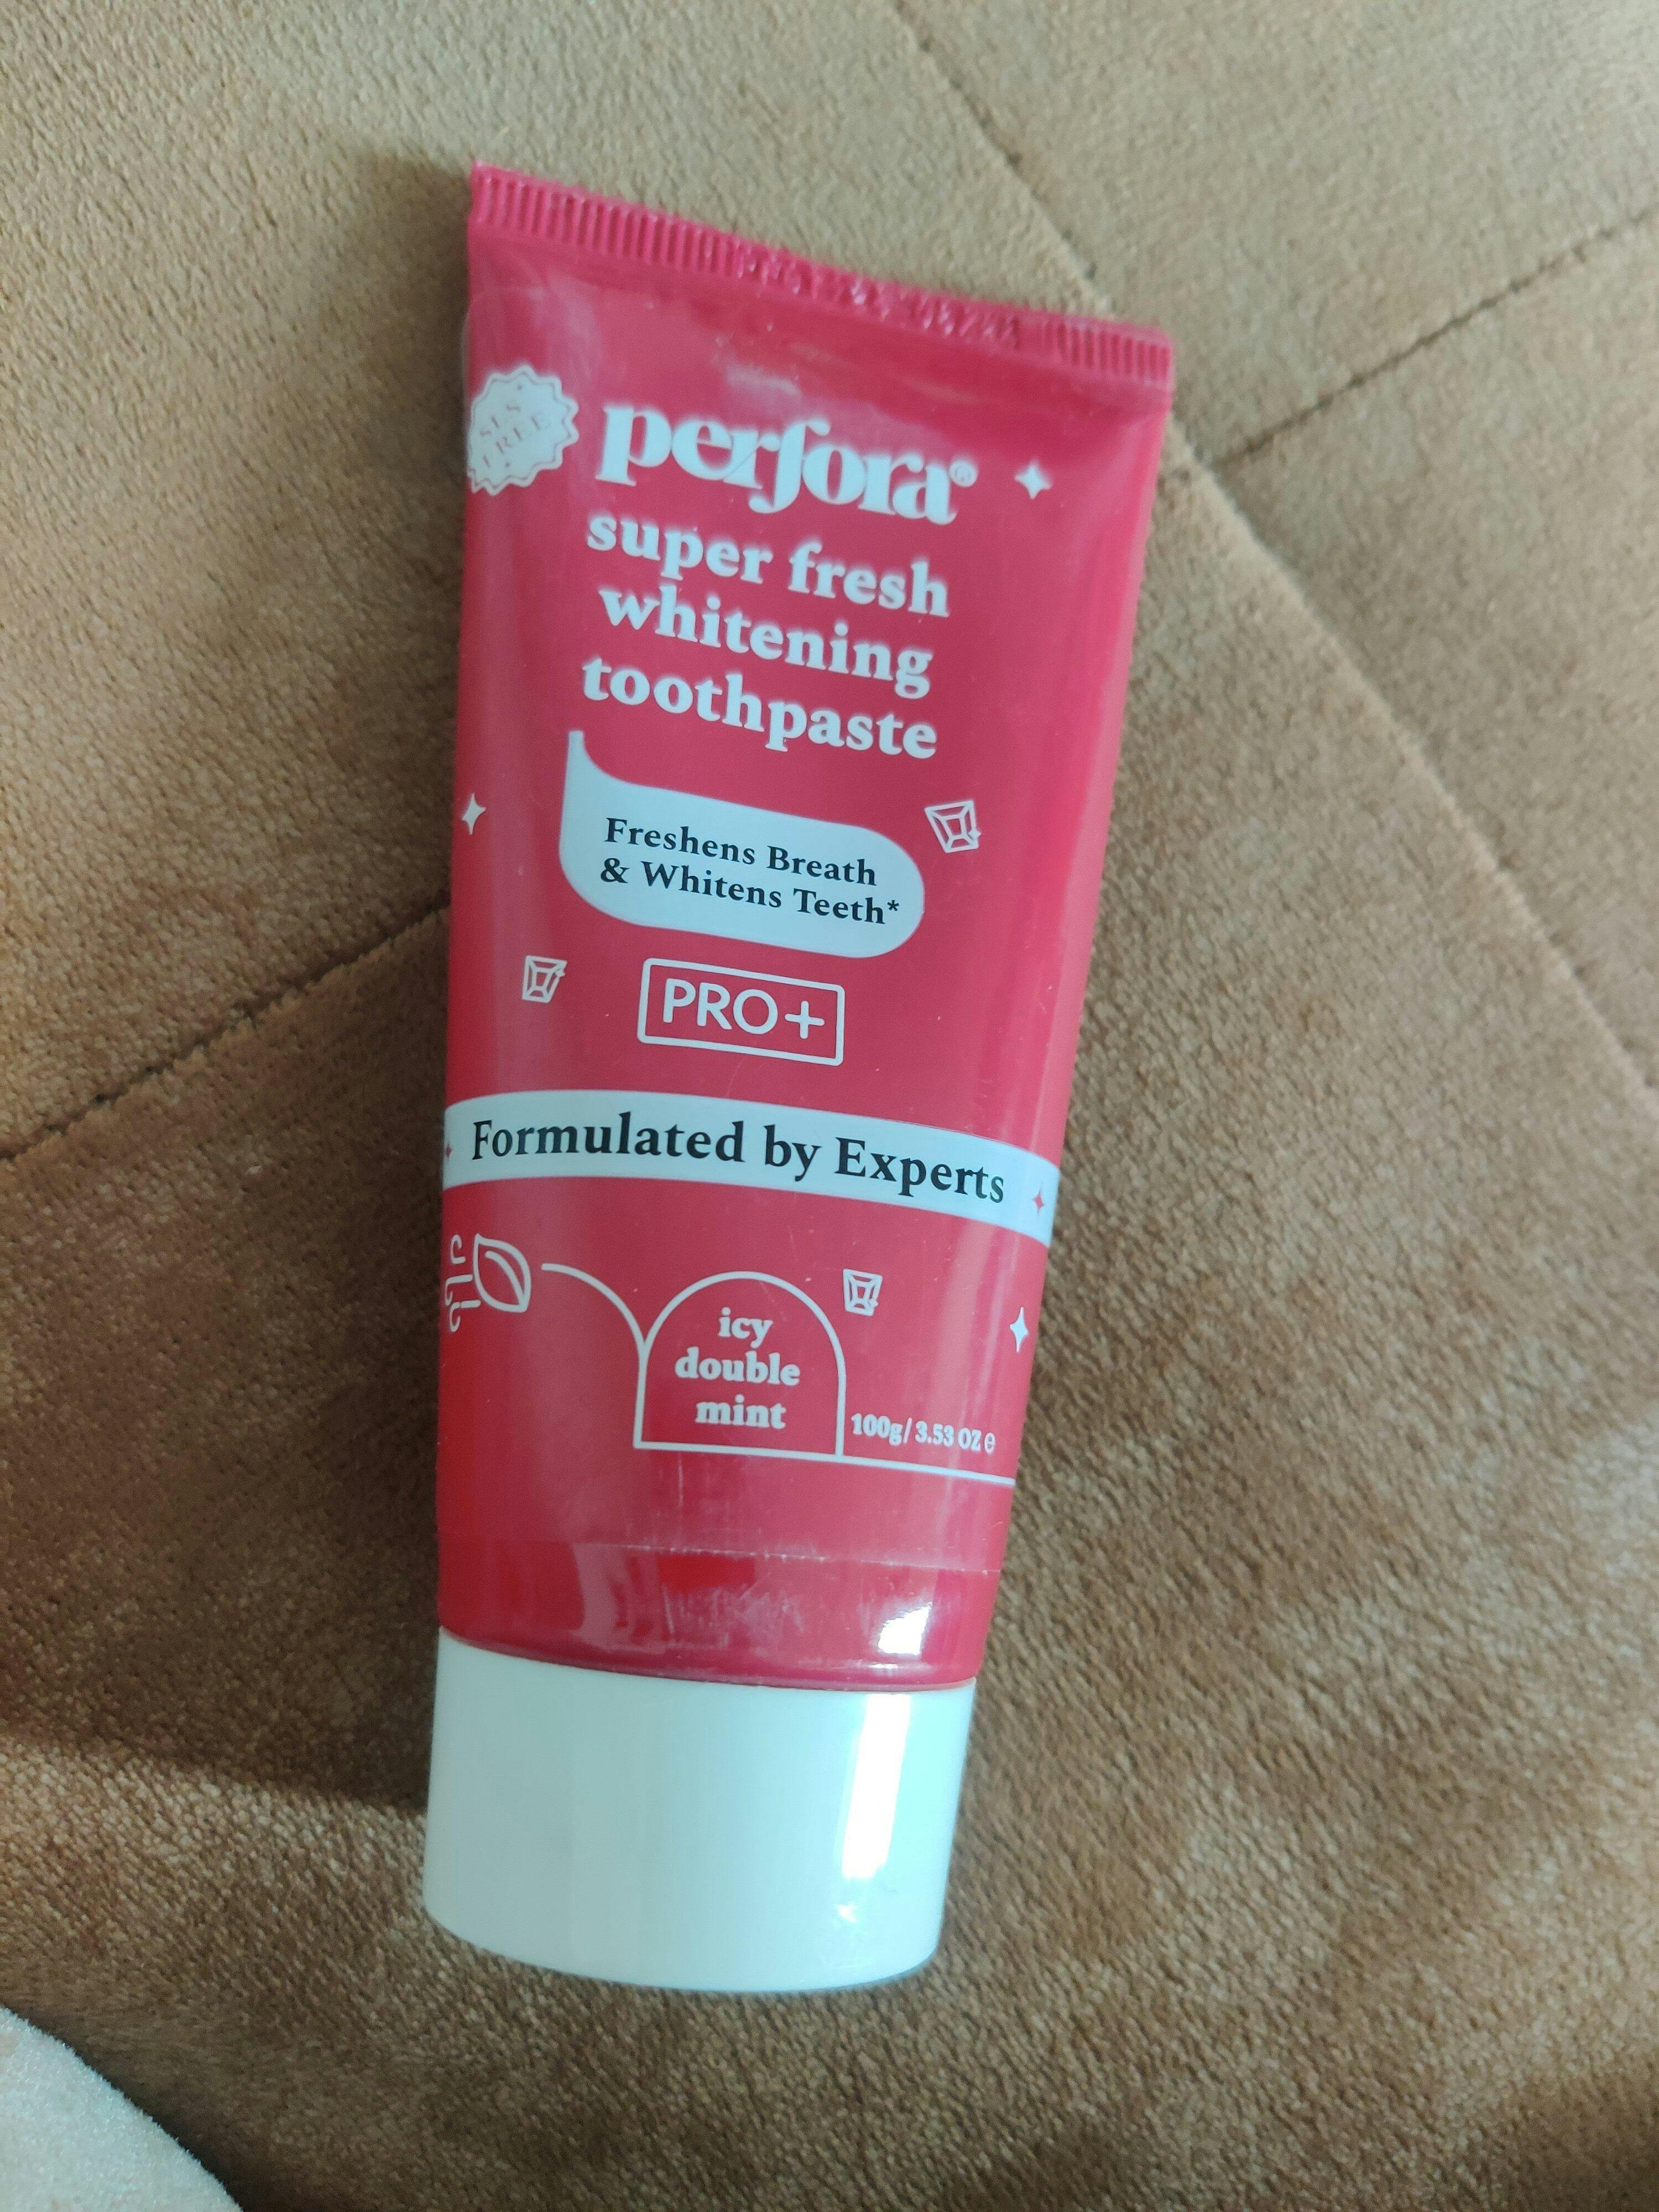 SLS
FREE
perfora®
super fresh
whitening
toothpaste
Freshens Breath
& Whitens Teeth*
PRO+
Formulated by Experts
icy
double
mint
100g/ 3.53 OZ ℮